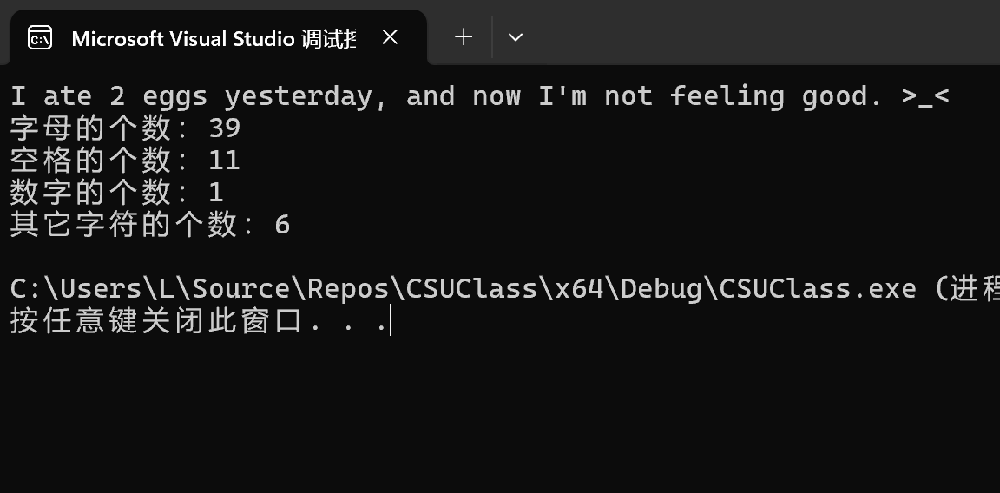 Microsoft Visual Studio 调试
I ate 2 eggs yesterday, and now I'm not feeling good. >_<
字母的个数：39
空格的个数：11
数字的个数：1
其它字符的个数：6
C:\Users\L\Source\Repos\CSUClass\x64\Debug\CSUClass.exe (进程
按任意键关闭此窗口. . .